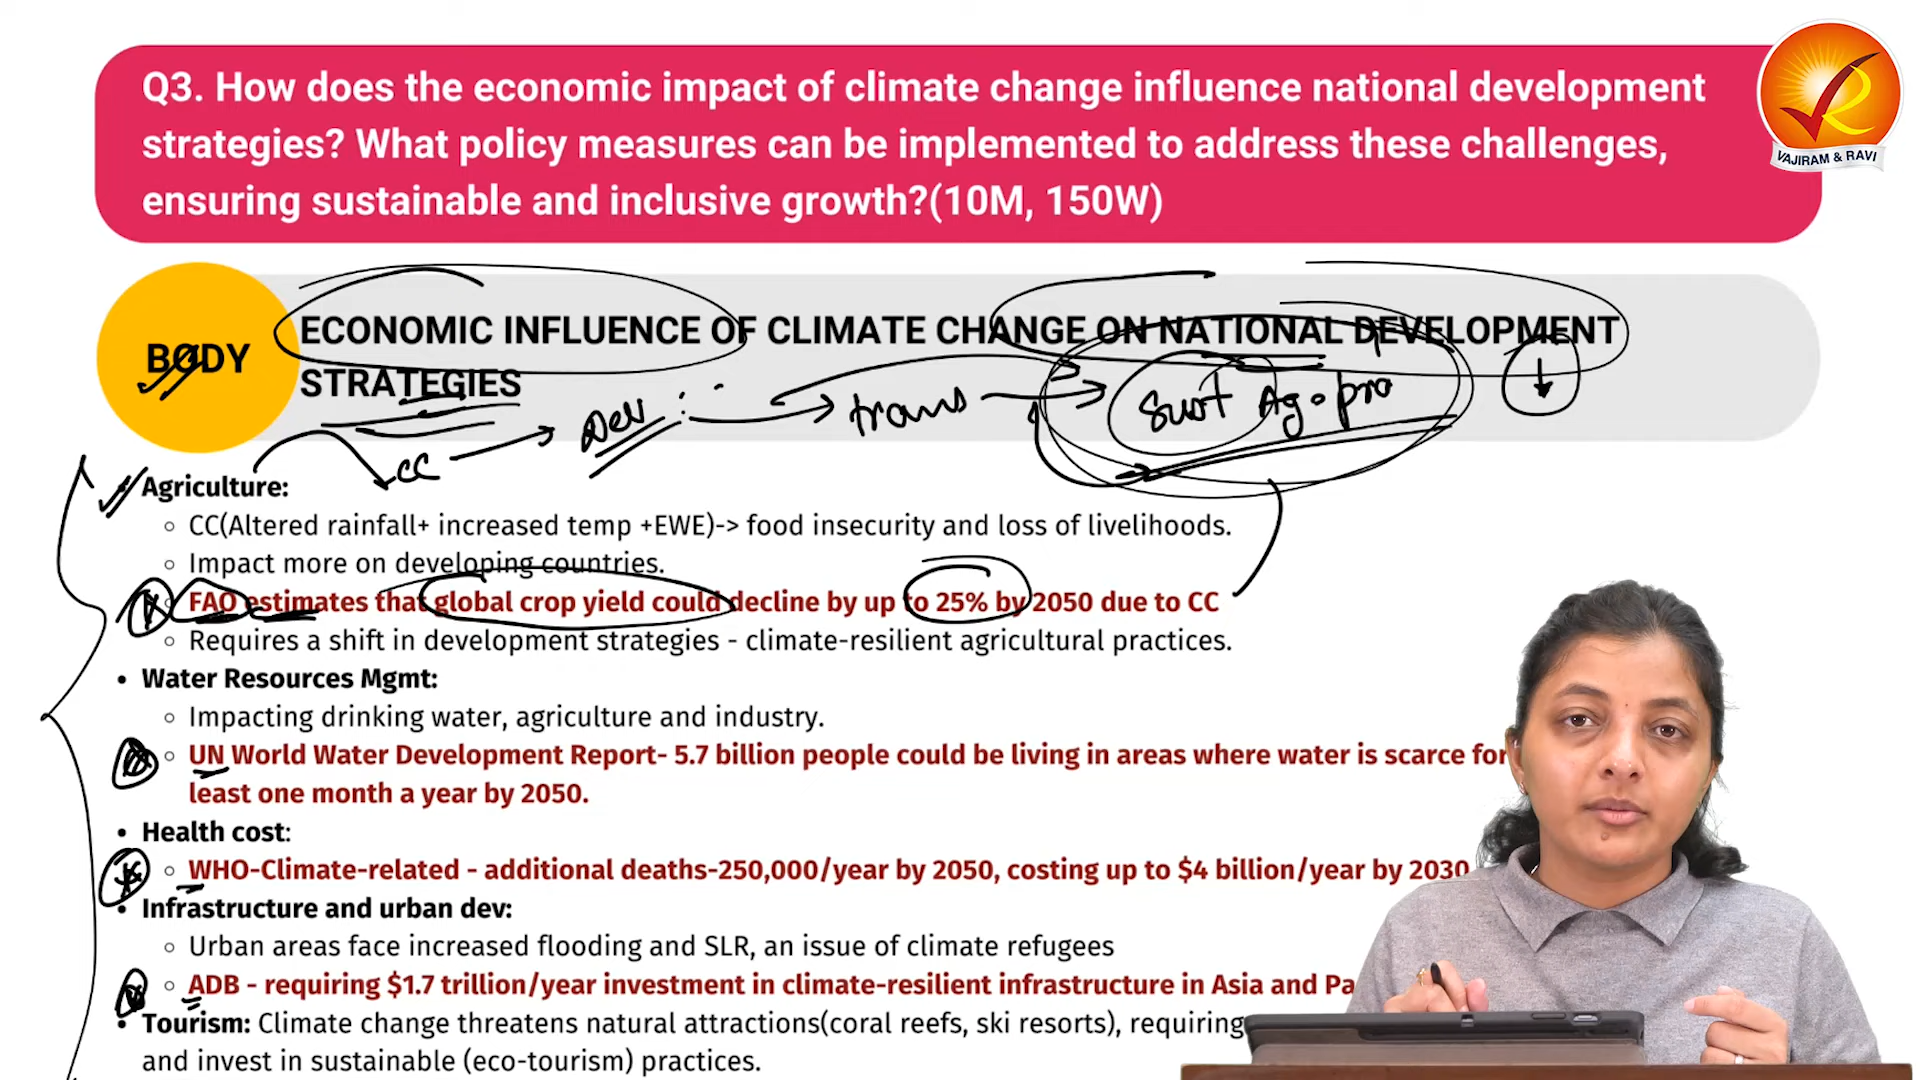 Q3. How does the economic impact of climate change influence national development
strategies? What policy measures can be implemented to address these challenges,
ensuring sustainable and inclusive growth?(10M, 150W)
VAJIRAM & RAVI
BODY
ECONOMIC INFLUENCE OF CLIMATE CHANGE ON NATIONAL DEVELOPMENT
STRATEGIES
CC
Dev :
trans
Sust Ag. pro
• Agriculture:
CC(Altered rainfall+ increased temp +EWE)-> food insecurity and loss of livelihoods.
Impact more on developing countries.
FAO estimates that global crop yield could decline by up to 25% by 2050 due to CC
Requires a shift in development strategies - climate-resilient agricultural practices.
• Water Resources Mgmt:
Impacting drinking water, agriculture and industry.
UN World Water Development Report- 5.7 billion people could be living in areas where water is scarce for
least one month a year by 2050.
• Health cost:
WHO-Climate-related - additional deaths-250,000/year by 2050, costing up to $4 billion/year by 2030
• Infrastructure and urban dev:
Urban areas face increased flooding and SLR, an issue of climate refugees
ADB - requiring $1.7 trillion/year investment in climate-resilient infrastructure in Asia and Pa
• Tourism: Climate change threatens natural attractions(coral reefs, ski resorts), requiring
and invest in sustainable (eco-tourism) practices.